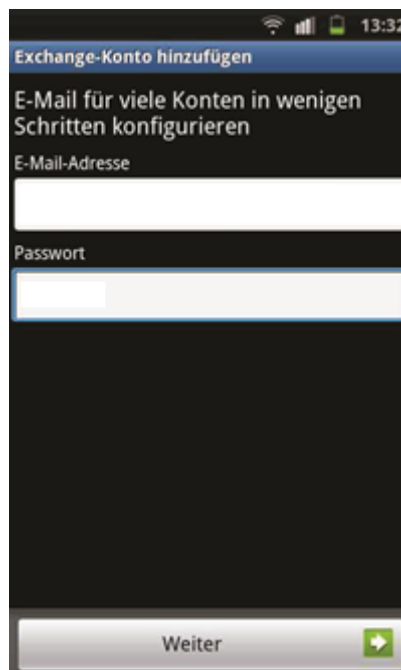 13:32
Exchange-Konto hinzufügen
E-Mail für viele Konten in wenigen
Schritten konfigurieren
E-Mail-Adresse
Passwort
Weiter